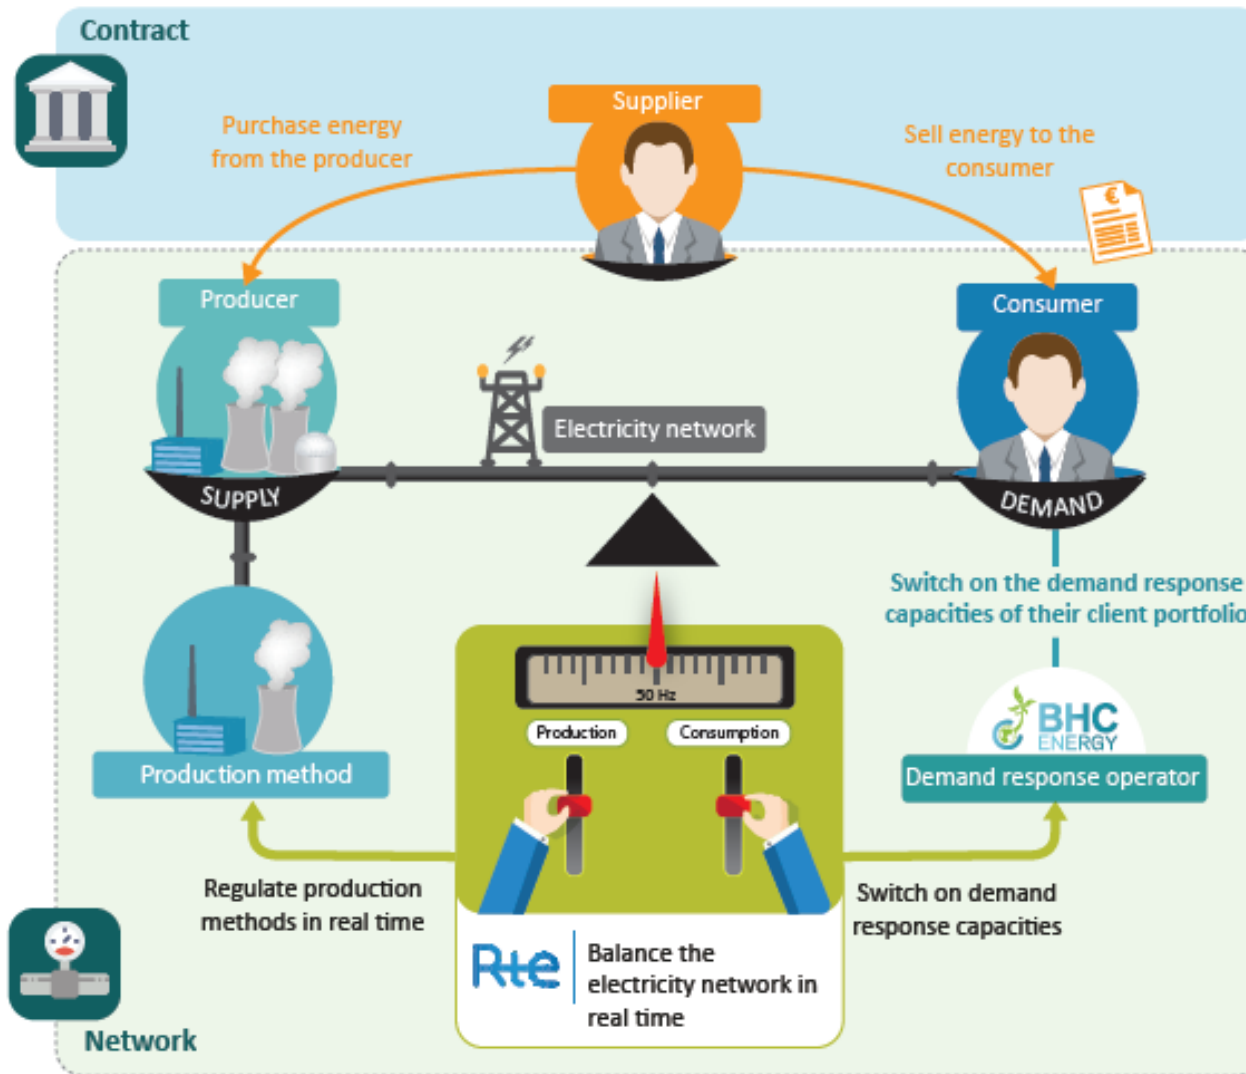 Contract
Supplier
Purchase energy
from the producer
Sell energy to the
consumer
€
Producer
Consumer
Electricity network
SUPPLY
DEMAND
Switch on the demand response
capacities of their client portfolio
50 Hz
Production
Consumption
BHC
ENERGY
Production method
Demand response operator
Regulate production
methods in real time
Switch on demand
response capacities
Rte
Balance the
electricity network in
real time
Network